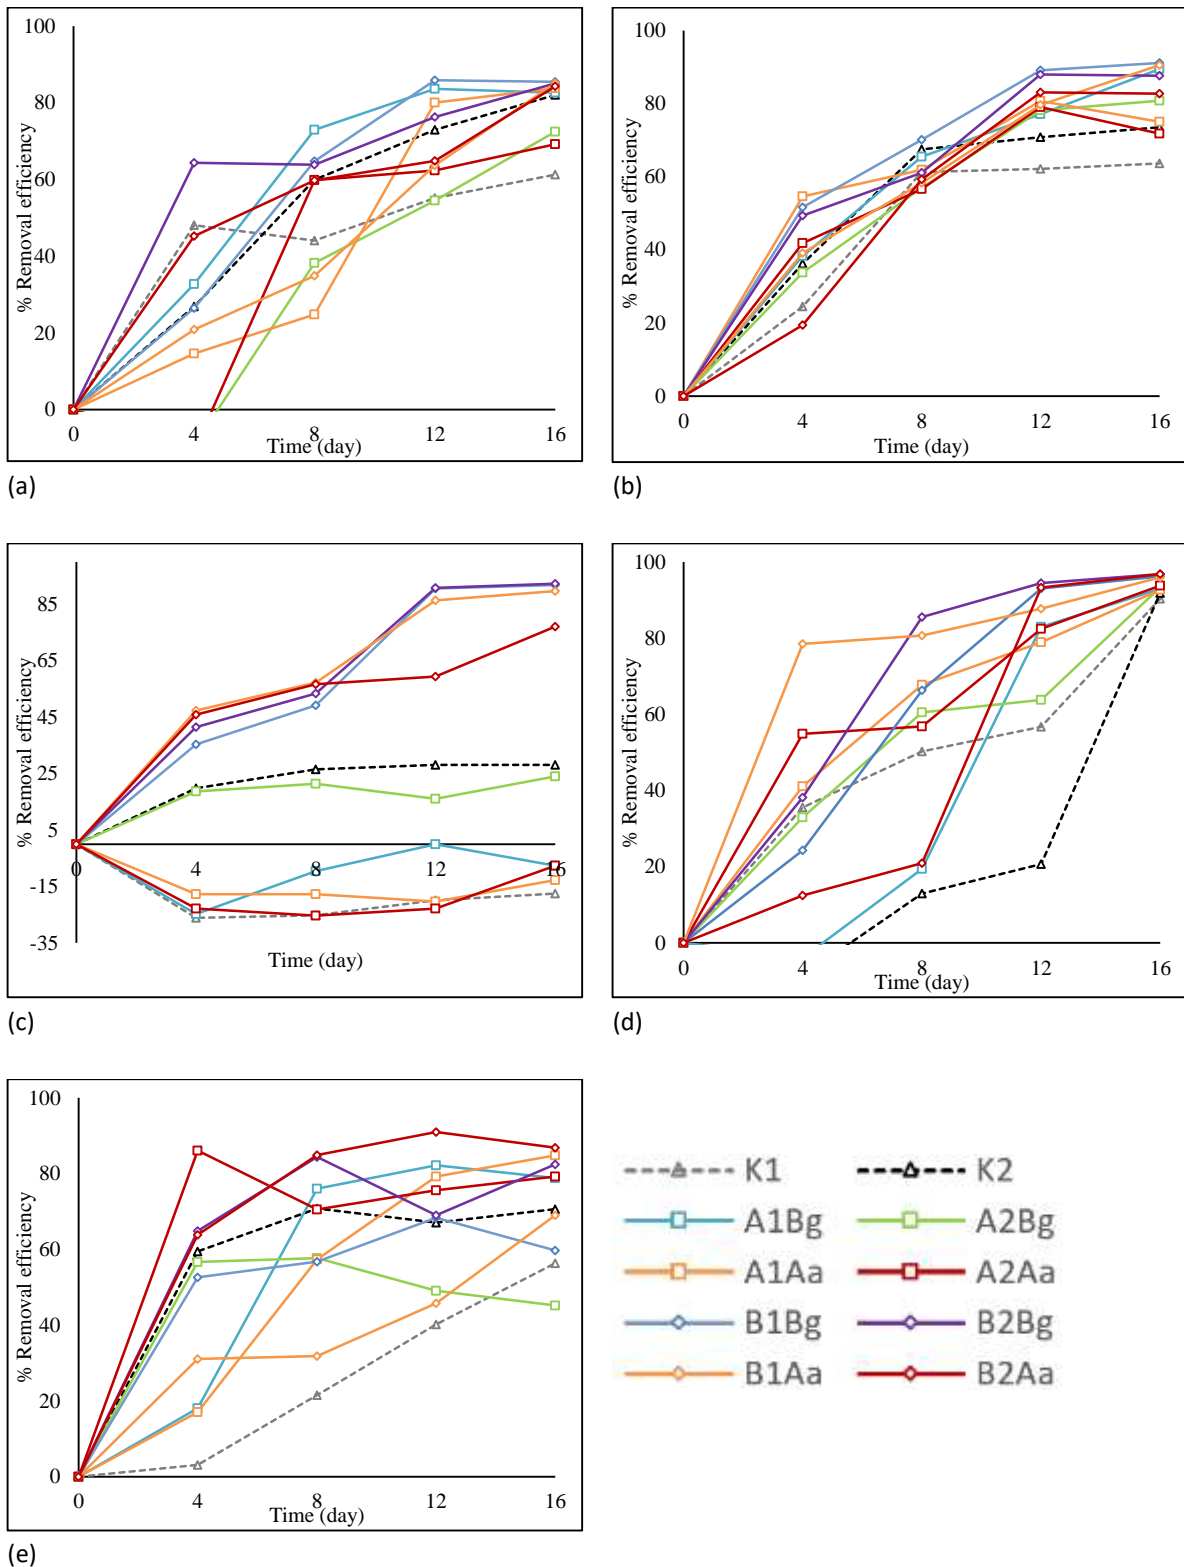 100
80
60
40
20
0
% Removal efficiency
0 4 8 12 16
Time (day)
(a)
100
80
60
40
20
0
% Removal efficiency
0 4 8 12 16
Time (day)
(b)
85
65
45
25
5
-15
-35
% Removal efficiency
0 4 8 12 16
Time (day)
(c)
100
80
60
40
20
0
% Removal efficiency
0 4 8 12 16
Time (day)
(d)
100
80
60
40
20
0
% Removal efficiency
0 4 8 12 16
Time (day)
(e)
K1 K2
A1Bg A2Bg
A1Aa A2Aa
B1Bg B2Bg
B1Aa B2Aa